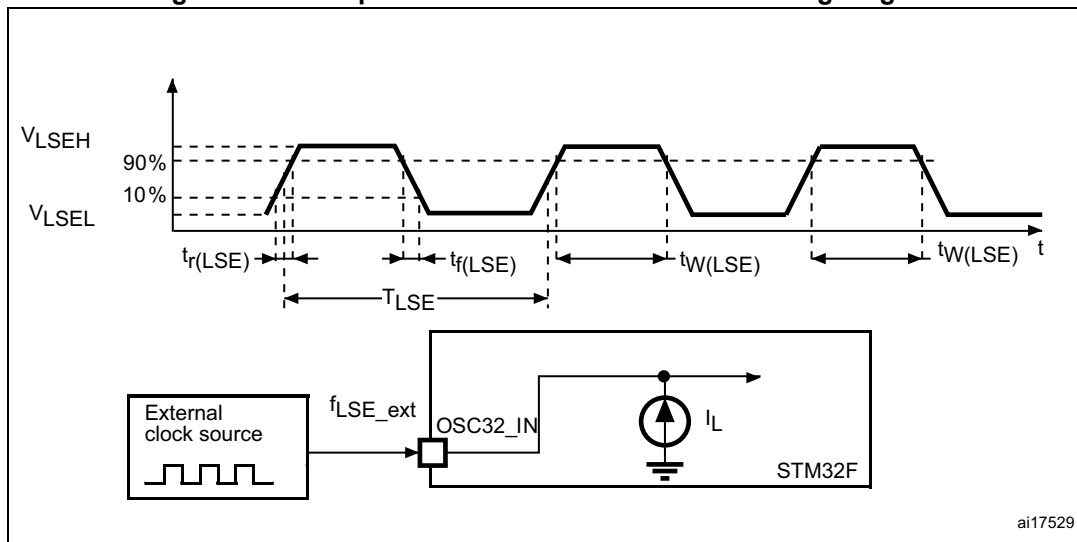 VLSEH
90%
10%
VLSEL
tr(LSE)
tf(LSE)
tW(LSE)
tW(LSE)
t
TLSE
External
clock source
fLSE_ext
OSC32_IN
IL
STM32F
ai17529